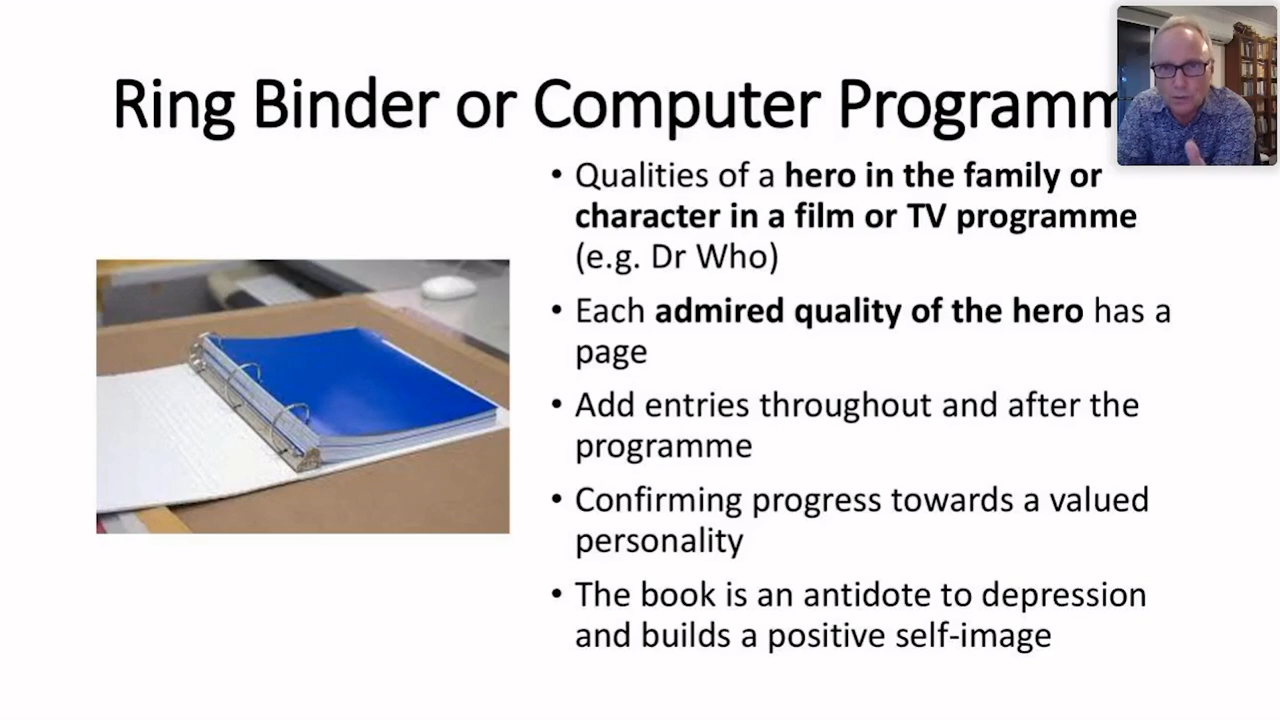 Ring Binder or Computer Programm
• Qualities of a hero in the family or
character in a film or TV programme
(e.g. Dr Who)
• Each admired quality of the hero has a
page
• Add entries throughout and after the
programme
• Confirming progress towards a valued
personality
• The book is an antidote to depression
and builds a positive self-image